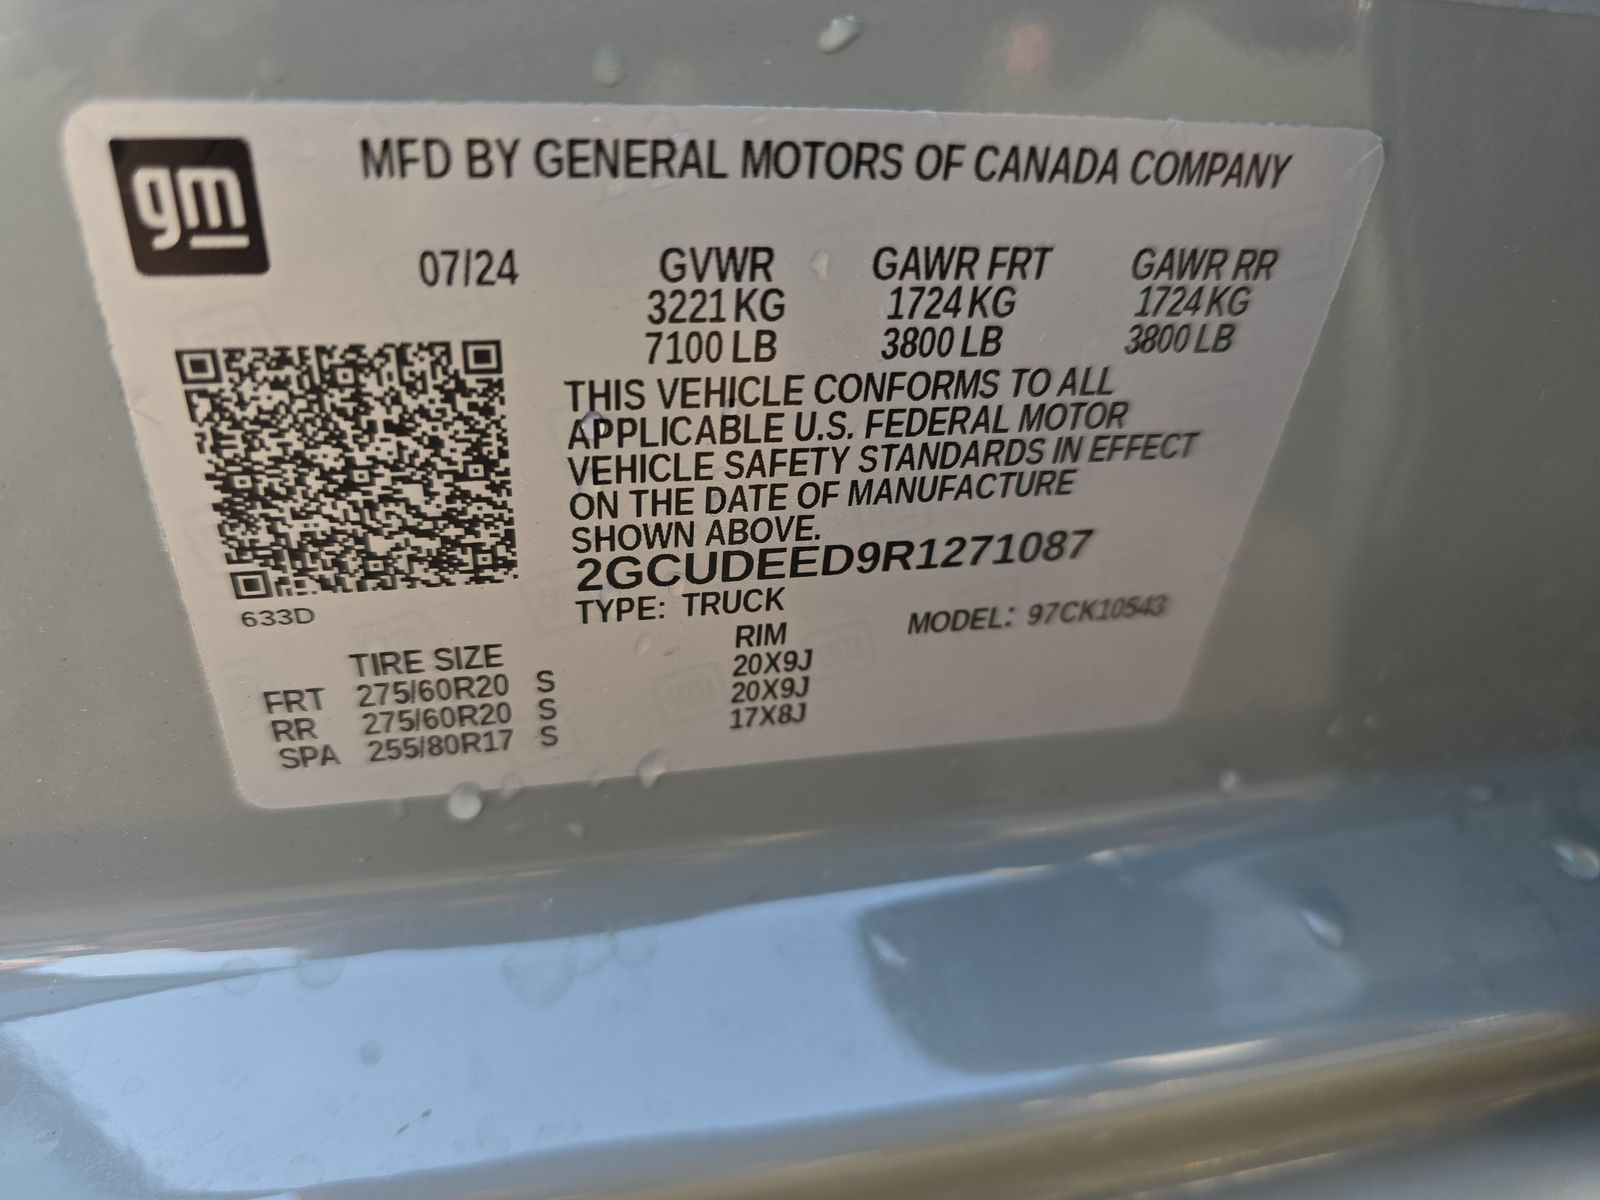 gm
MFD BY GENERAL MOTORS OF CANADA COMPANY
07/24 GVWR GAWR FRT GAWR RR
3221 KG 1724 KG 1724 KG
7100 LB 3800 LB 3800 LB
THIS VEHICLE CONFORMS TO ALL
APPLICABLE U.S. FEDERAL MOTOR
VEHICLE SAFETY STANDARDS IN EFFECT
ON THE DATE OF MANUFACTURE
SHOWN ABOVE.
2GCUDEED9R1271087
633D
TYPE: TRUCK MODEL: 97CK10543
TIRE SIZE RIM
FRT 275/60R20 S 20X9J
RR 275/60R20 S 20X9J
SPA 255/80R17 S 17X8J